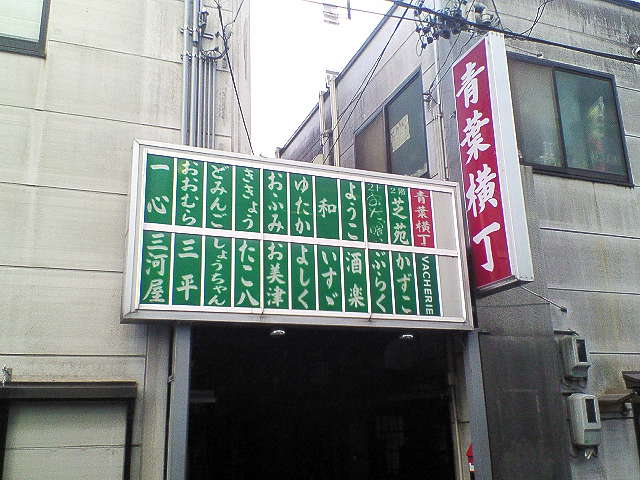 青葉横丁
青葉横丁
2階
芝苑
ようこ
和
ゆたか
おふみ
ききょう
どみんご
おおむら
一心
VACHERIE
かずこ
ぶらく
酒楽
いすゞ
よしく
お美津
たこ八
しょうちゃん
三平
三河屋